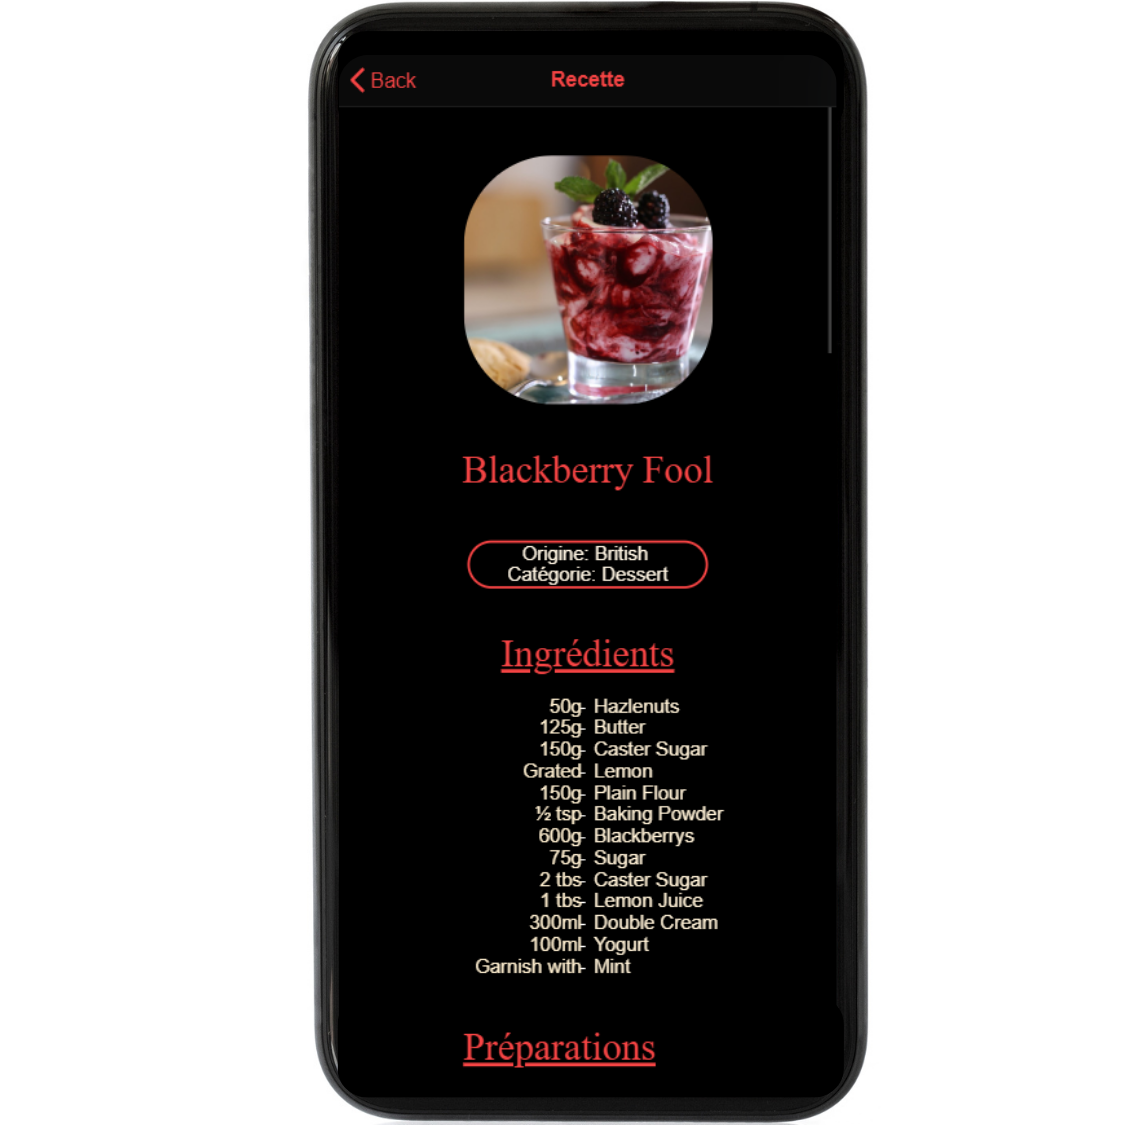 Back
Recette
Blackberry Fool
Origine: British
Catégorie: Dessert
Ingrédients
50g- Hazlenuts
125g- Butter
150g- Caster Sugar
Grated- Lemon
150g- Plain Flour
½ tsp- Baking Powder
600g- Blackberrys
75g- Sugar
2 tbs- Caster Sugar
1 tbs- Lemon Juice
300ml- Double Cream
100ml- Yogurt
Garnish with- Mint
Préparations